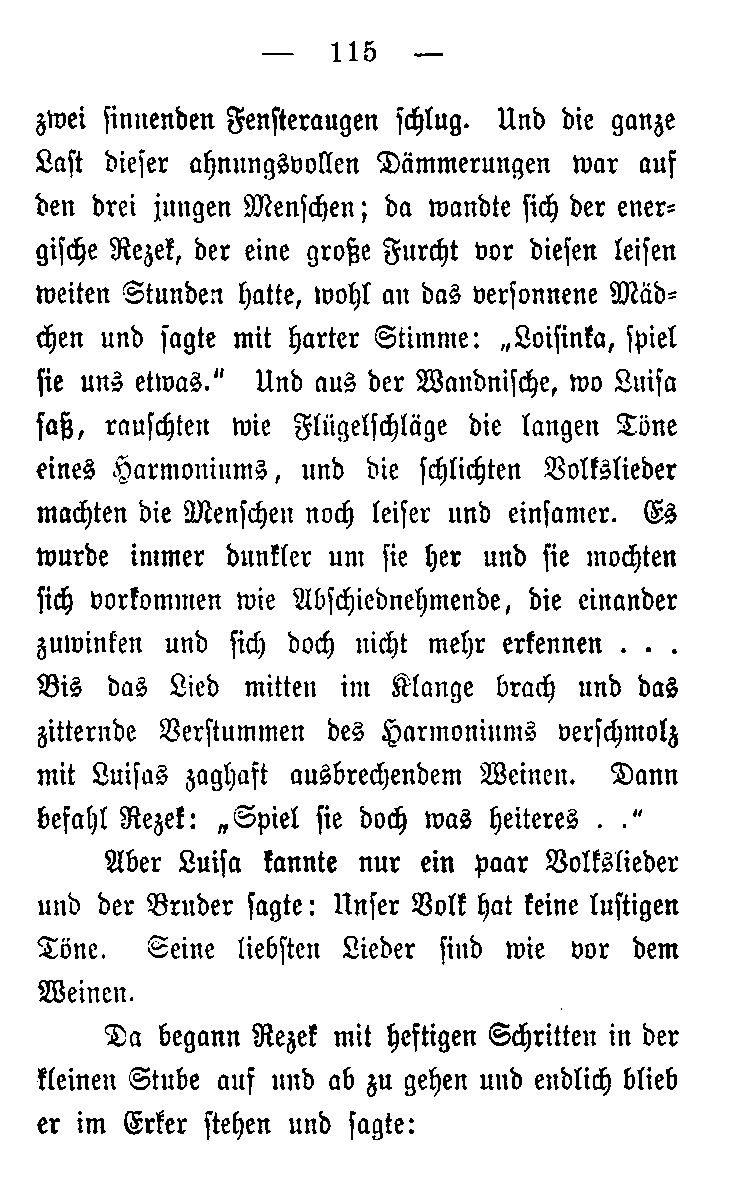 — 115 —
zwei sinnenden Fensteraugen schlug. Und die ganze
Last dieser ahnungsvollen Dämmerungen war auf
den drei jungen Menschen; da wandte sich der ener-
gische Rezek, der eine große Furcht vor diesen leisen
weiten Stunden hatte, wohl an das versonnene Mäd-
chen und sagte mit harter Stimme: „Loisinka, spiel
sie uns etwas.“ Und aus der Wandnische, wo Luisa
saß, rauschten wie Flügelschläge die langen Töne
eines Harmoniums, und die schlichten Volkslieder
machten die Menschen noch leiser und einsamer. Es
wurde immer dunkler um sie her und sie mochten
sich vorkommen wie Abschiednehmende, die einander
zuwinken und sich doch nicht mehr erkennen . . .
Bis das Lied mitten im Klange brach und das
zitternde Verstummen des Harmoniums verschmolz
mit Luisas zaghaft ausbrechendem Weinen. Dann
befahl Rezek: „Spiel sie doch was heiteres . .“
Aber Luisa kannte nur ein paar Volkslieder
und der Bruder sagte: Unser Volk hat keine lustigen
Töne. Seine liebsten Lieder sind wie vor dem
Weinen.
Da begann Rezek mit heftigen Schritten in der
kleinen Stube auf und ab zu gehen und endlich blieb
er im Erker stehen und sagte: